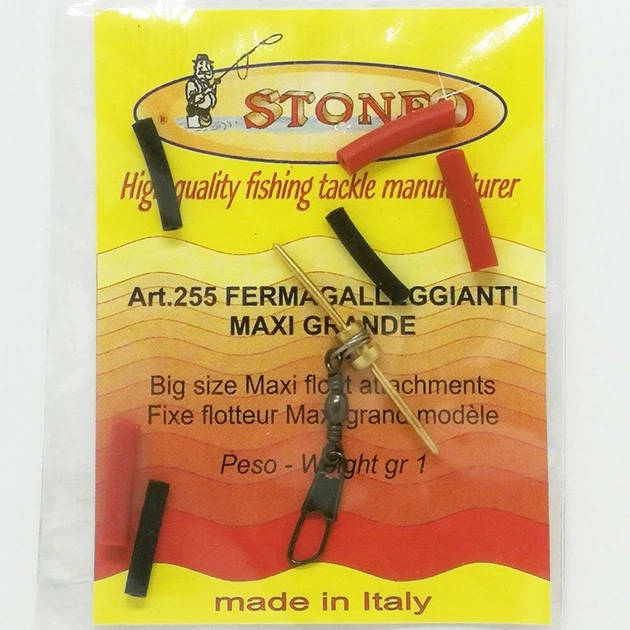 STONFO
®
High quality fishing tackle manufacturer
Art.255 FERMAGALLEGGIANTI
MAXI GRANDE
Big size Maxi float attachments
Fixe flotteur Maxi grand modèle
Peso - Weight gr 1
made in Italy